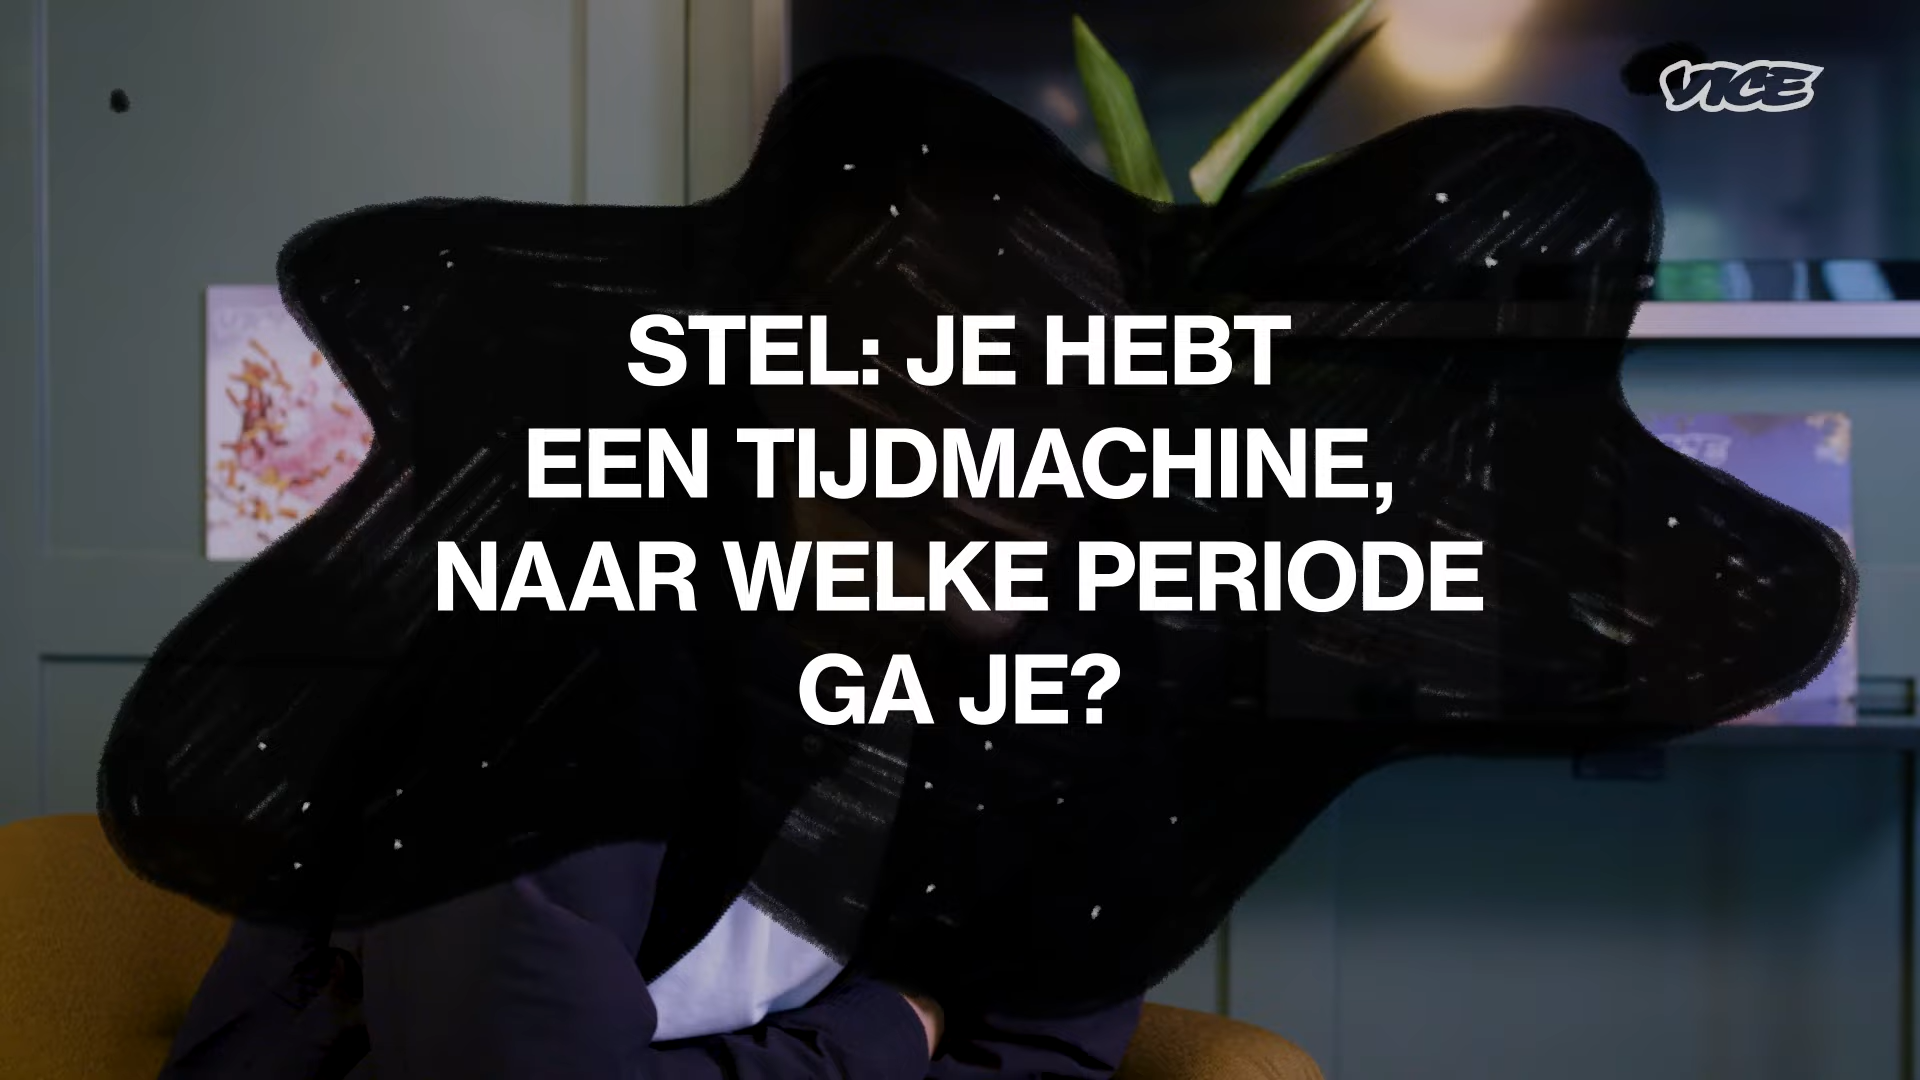 VICE
STEL: JE HEBT
EEN TIJDMACHINE,
NAAR WELKE PERIODE
GA JE?